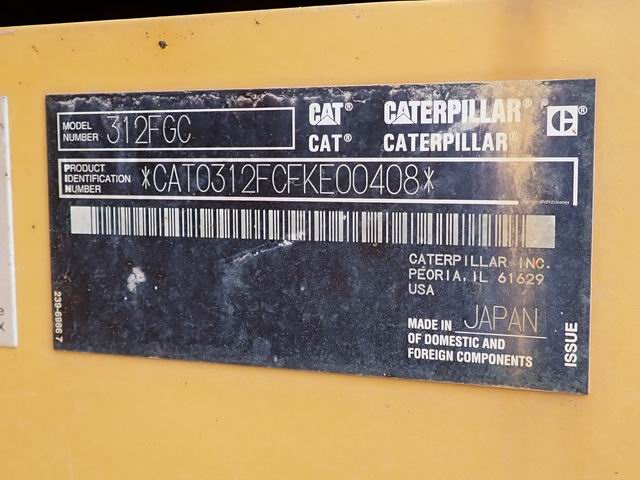 MODEL NUMBER 312FGC
CAT® CATERPILLAR®
CAT® CATERPILLAR®
PRODUCT IDENTIFICATION NUMBER *CAT0312FCFKE00408*
CATERPILLAR INC.
PEORIA, IL 61629
USA
MADE IN JAPAN
OF DOMESTIC AND
FOREIGN COMPONENTS
ISSUE
239-6986 7